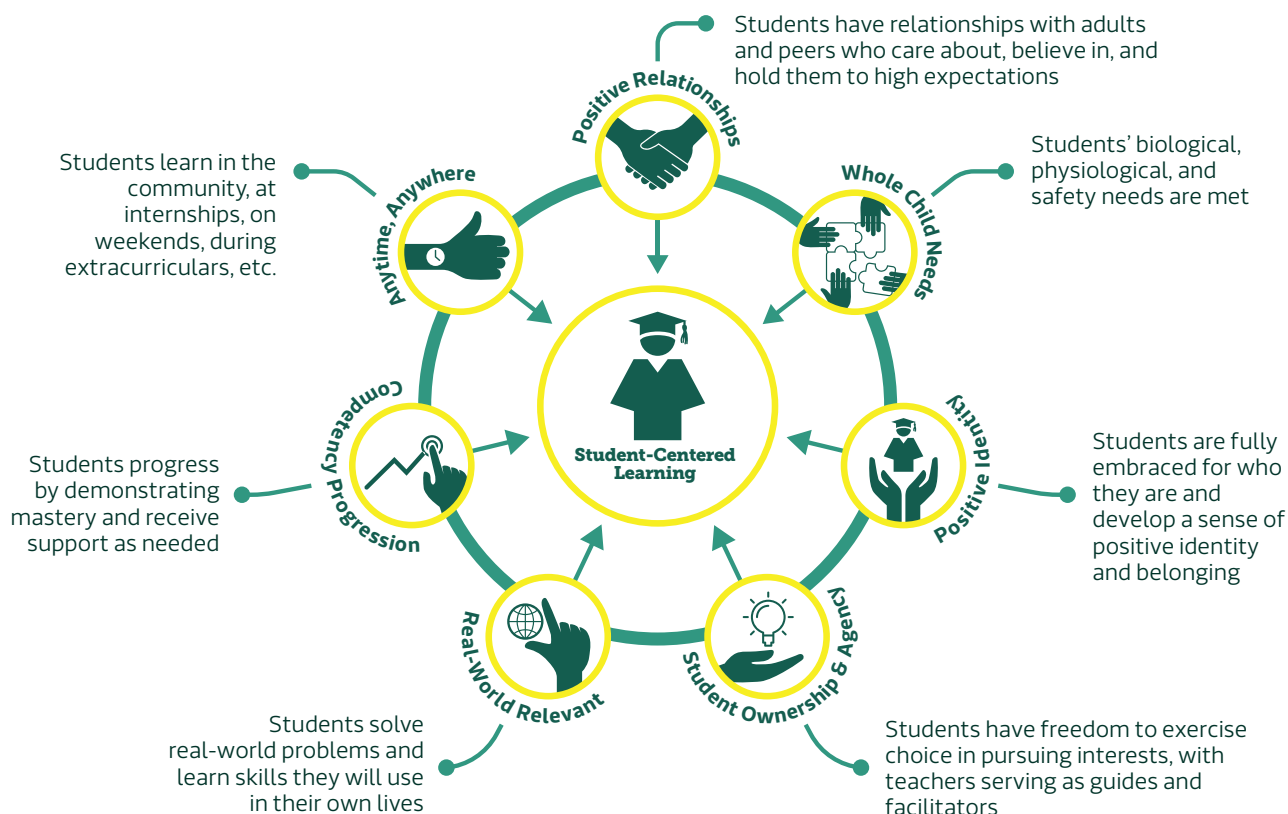 Students have relationships with adults
and peers who care about, believe in, and
hold them to high expectations
Positive Relationships
Students' biological,
physiological, and
safety needs are met
Whole Child Needs
Students are fully
embraced for who
they are and
develop a sense of
positive identity
and belonging
Positive Identity
Students have freedom to exercise
choice in pursuing interests, with
teachers serving as guides and
facilitators
Student Ownership & Agency
Students solve
real-world problems and
learn skills they will use
in their own lives
Real-World Relevant
Students progress
by demonstrating
mastery and receive
support as needed
Competency Progression
Students learn in the
community, at
internships, on
weekends, during
extracurriculars, etc.
Anytime, Anywhere
Student-Centered
Learning